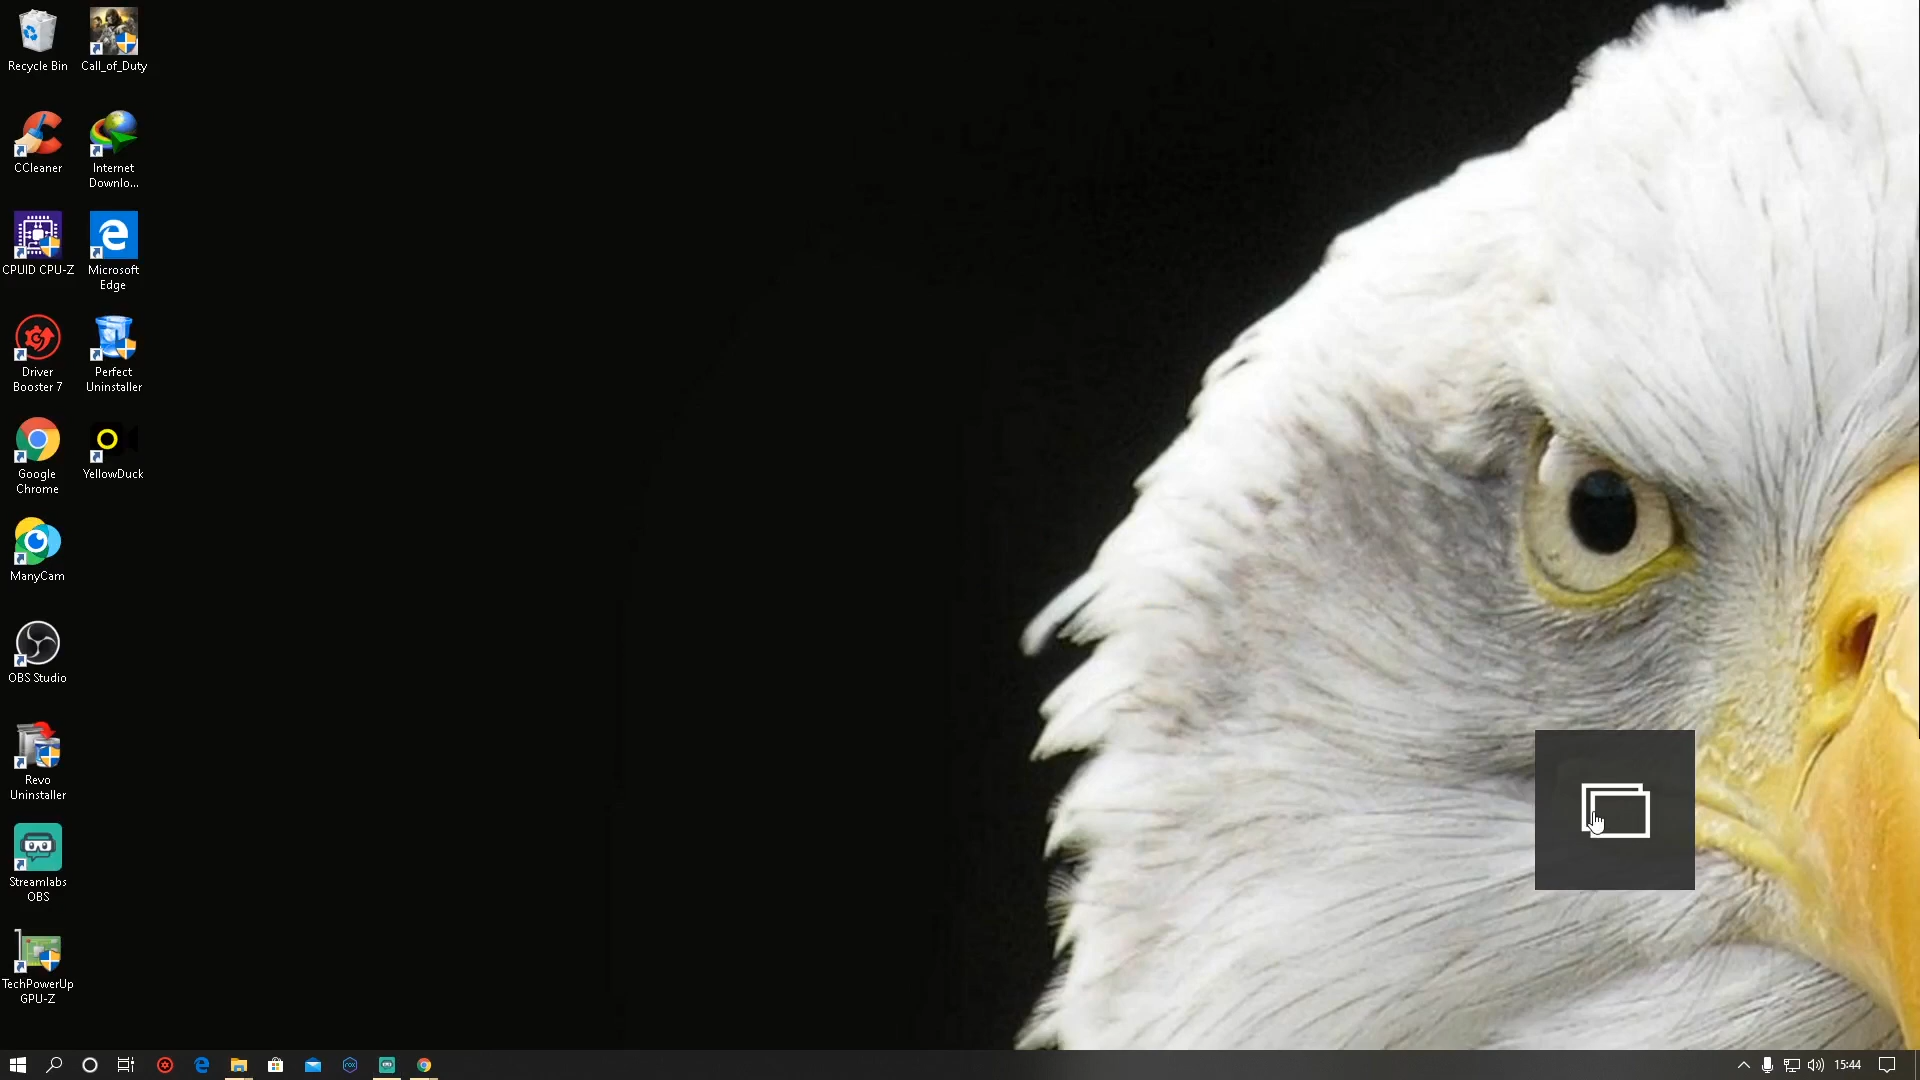 Recycle Bin
Call_of_Duty
CCleaner
Internet
Downlo...
CPUID CPU-Z
Microsoft
Edge
Driver
Booster 7
Perfect
Uninstaller
Google
Chrome
YellowDuck
ManyCam
OBS Studio
Revo
Uninstaller
Streamlabs
OBS
TechPowerUp
GPU-Z
15:44